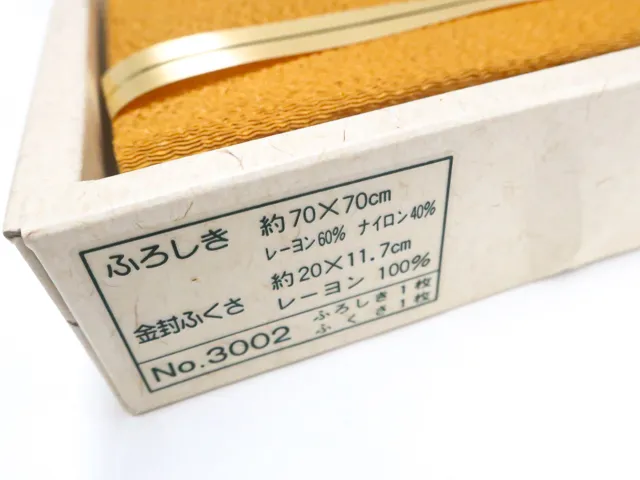 ふろしき 約70×70cm
レーヨン60% ナイロン40%
金封ふくさ 約20×11.7cm
レーヨン 100%
No.3002 ふろしき1枚
ふくさ1枚